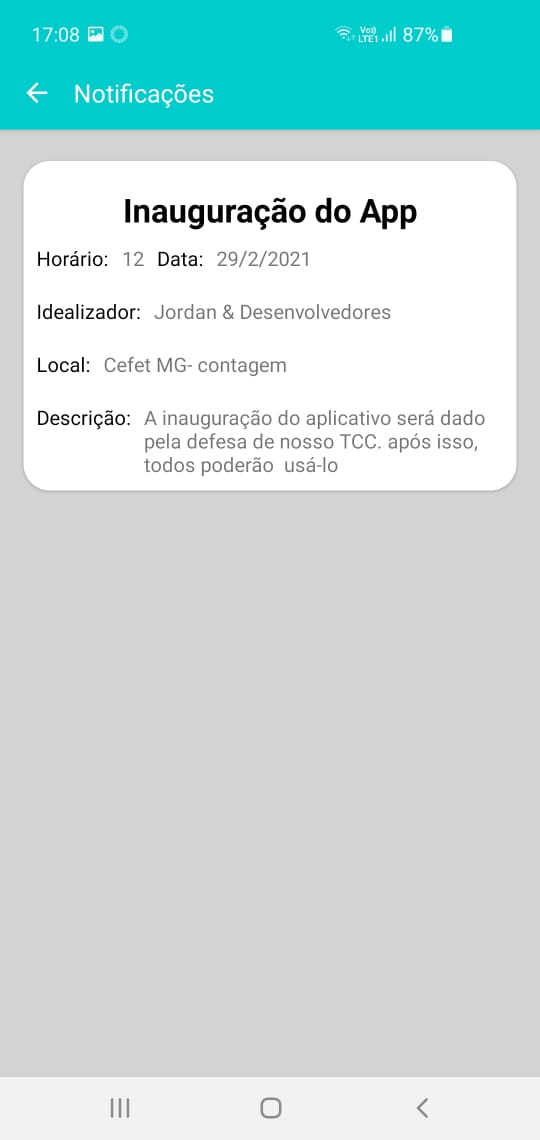 17:08 Vo)) LTE1 87%
Notificações
Inauguração do App
Horário: 12 Data: 29/2/2021
Idealizador: Jordan & Desenvolvedores
Local: Cefet MG- contagem
Descrição: A inauguração do aplicativo será dado
pela defesa de nosso TCC. após isso,
todos poderão  usá-lo